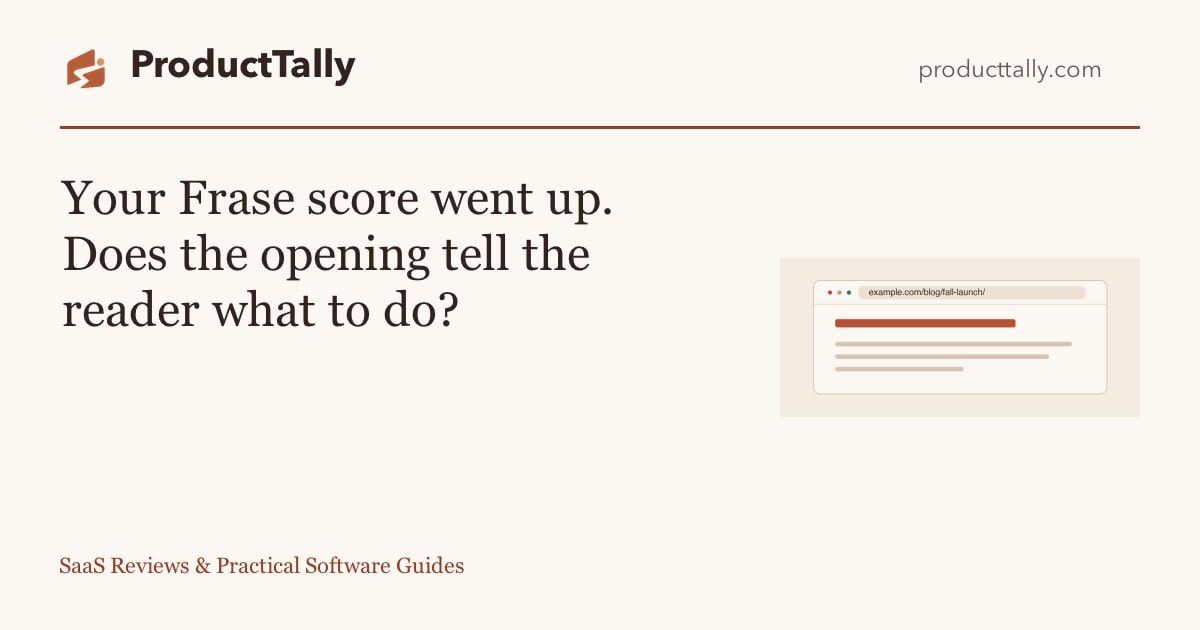 ProductTally
producttally.com
Your Frase score went up.
Does the opening tell the
reader what to do?
example.com/blog/fall-launch/
SaaS Reviews & Practical Software Guides